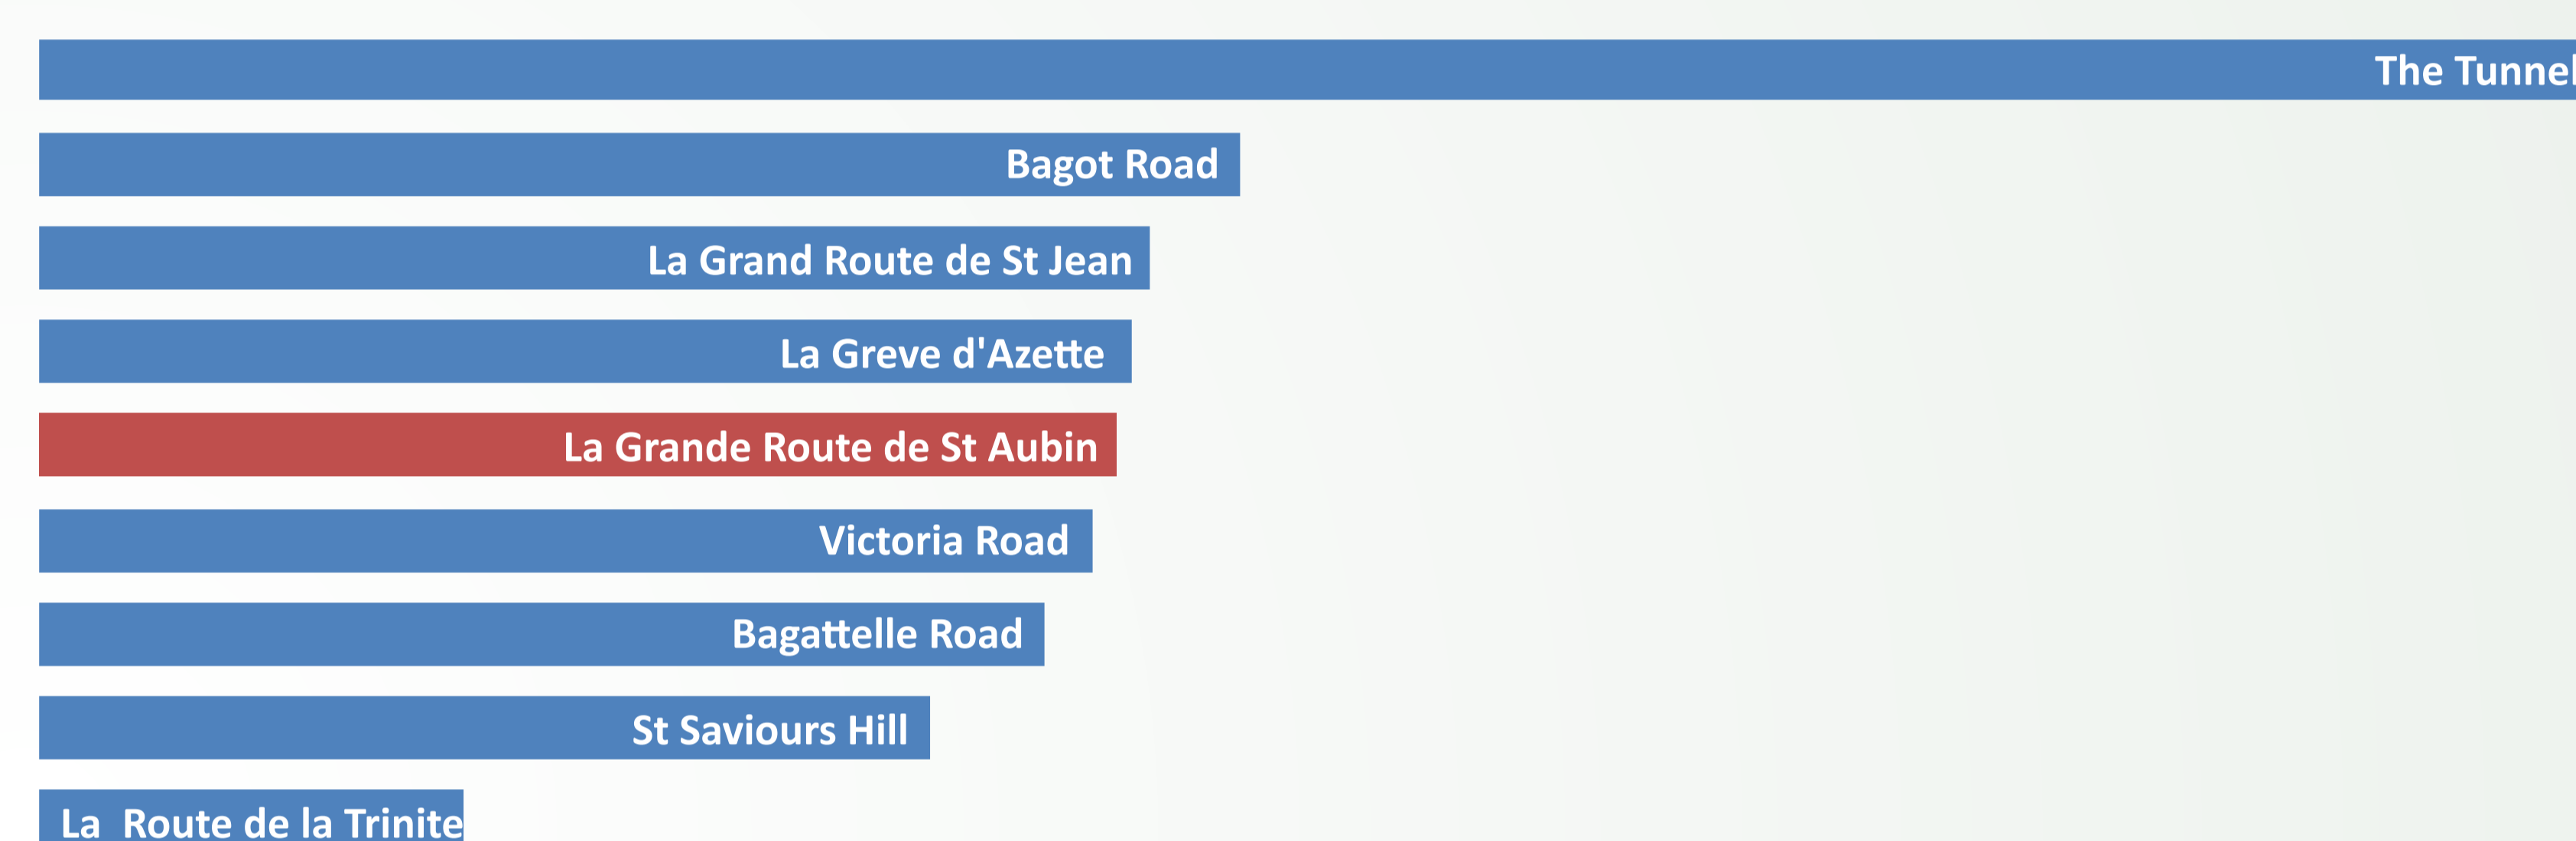 The Tunnel
Bagot Road
La Grand Route de St Jean
La Greve d'Azette
La Grande Route de St Aubin
Victoria Road
Bagattelle Road
St Saviours Hill
La  Route de la Trinite